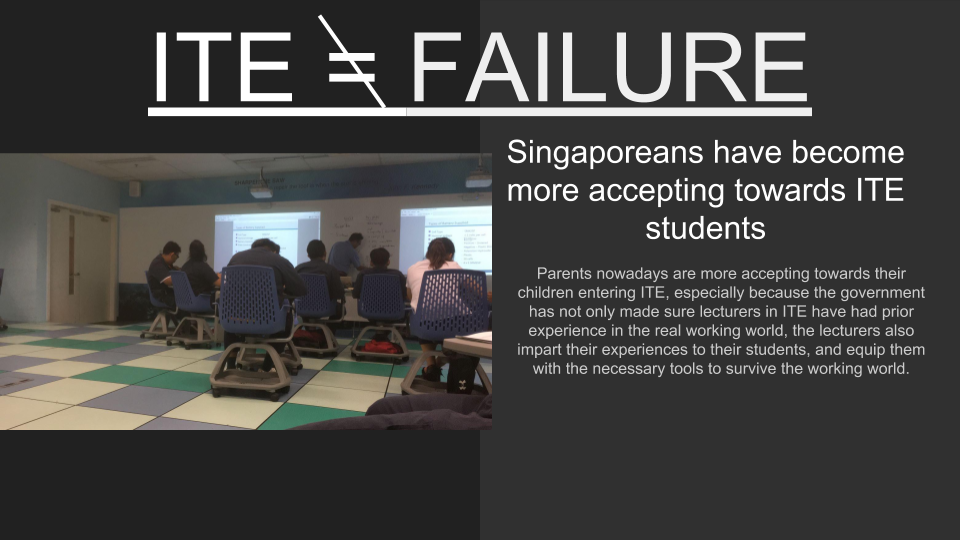 ITE ≠ FAILURE
Singaporeans have become
more accepting towards ITE
students
Parents nowadays are more accepting towards their
children entering ITE, especially because the government
has not only made sure lecturers in ITE have had prior
experience in the real working world, the lecturers also
impart their experiences to their students, and equip them
with the necessary tools to survive the working world.